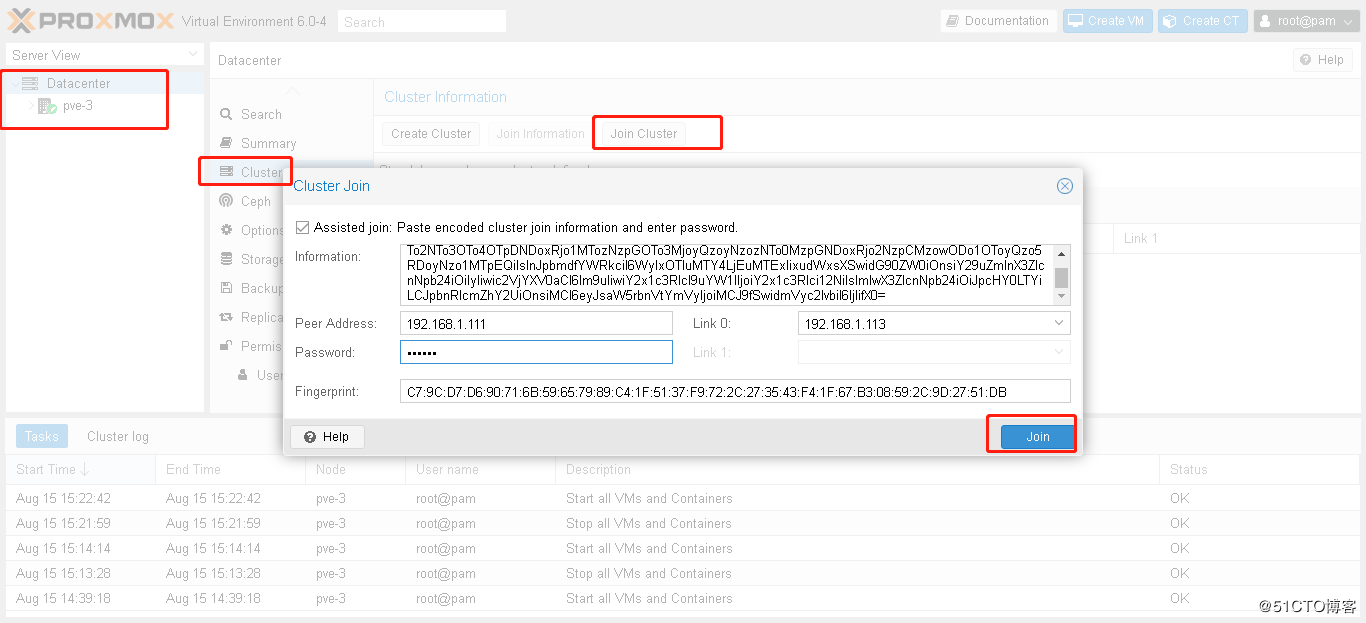 PROXMOX Virtual Environment 6.0-4 Search Documentation Create VM Create CT root@pam
Server View
Datacenter
pve-3
Datacenter Help
Search
Summary
Cluster
Ceph
Options
Storage
Backup
Replica
Permis
User
Cluster Information
Create Cluster Join Information Join Cluster
Link 1
Cluster Join
Assisted join: Paste encoded cluster join information and enter password.
Information:
Peer Address: 192.168.1.111 Link 0: 192.168.1.113
Password: •••••• Link 1:
Fingerprint: C7:9C:D7:D6:90:71:6B:59:65:79:89:C4:1F:51:37:F9:72:2C:27:35:43:F4:1F:67:B3:08:59:2C:9D:27:51:DB
Help Join
Tasks Cluster log
Start Time End Time Node User name Description Status
Aug 15 15:22:42 Aug 15 15:22:42 pve-3 root@pam Start all VMs and Containers OK
Aug 15 15:21:59 Aug 15 15:21:59 pve-3 root@pam Stop all VMs and Containers OK
Aug 15 15:14:14 Aug 15 15:14:14 pve-3 root@pam Start all VMs and Containers OK
Aug 15 15:13:28 Aug 15 15:13:28 pve-3 root@pam Stop all VMs and Containers OK
Aug 15 14:39:18 Aug 15 14:39:18 pve-3 root@pam Start all VMs and Containers OK
@51CTO博客